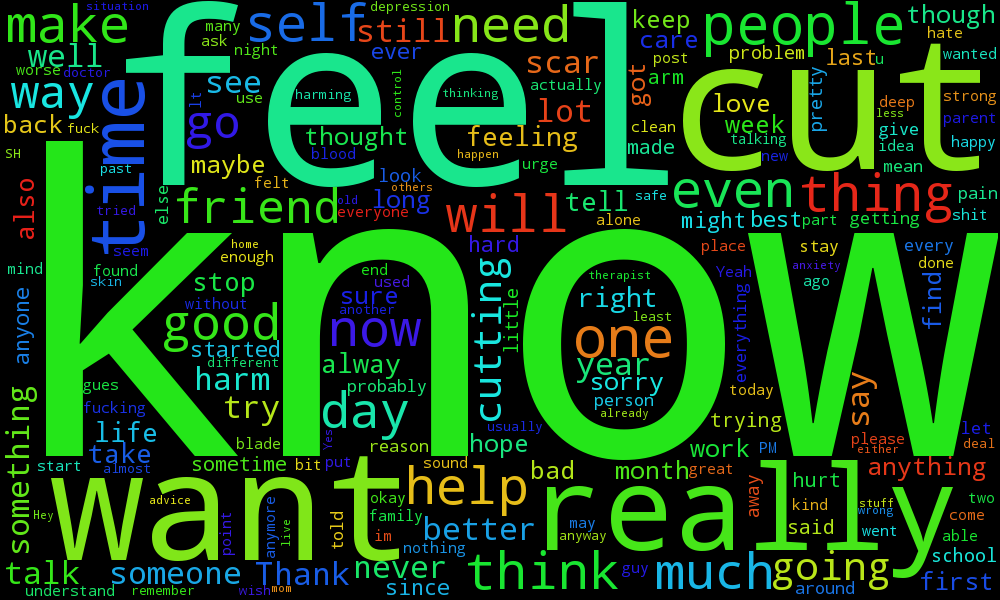 situation
depression
make
self
still
need
keep
people
though
many
ask
night
ever
care
hate
feel
cut
well
worse
doctor
see
use
scar
got
post
arm
problem
last
u
wanted
way
time
glt
go
harming
thinking
control
actually
lot
love
pretty
deep
less
strong
back
fuck
thought
feeling
clean
week
talking
give
parent
SH
past
maybe
blood
happen
urge
made
new
idea
happy
mean
also
tried
else
felt
look
others
long
old
everyone
tell
safe
even
thing
pain
friend
will
alone
might
best
part
getting
shit
seem
know
home
enough
hard
place
stay
every
mind
found
skin
stop
end
used
therapist
Yeah
anxiety
done
anyone
without
sure
another
cutting
little
right
ago
find
good
now
least
one
everything
started
different
alway
year
gues
harm
probably
sorry
today
fucking
try
day
person
already
say
something
life
blade
Yes
reason
usually
hope
trying
let
take
work
PM
please
either
deal
start
almost
sometime
bit
put
sound
bad
month
great
anything
want
help
really
advice
okay
away
hurt
Hey
point
anymore
live
told
family
im
better
may
anyway
kind
stuff
wrong
two
come
said
went
able
nothing
talk
someone
Thank
never
think
guy
much
going
school
understand
remember
wish
mom
since
around
first